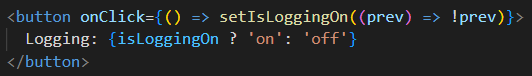 <button onClick={() => setIsLoggingOn((prev) => !prev)}>
Logging: {isLoggingOn ? 'on': 'off'}
</button>